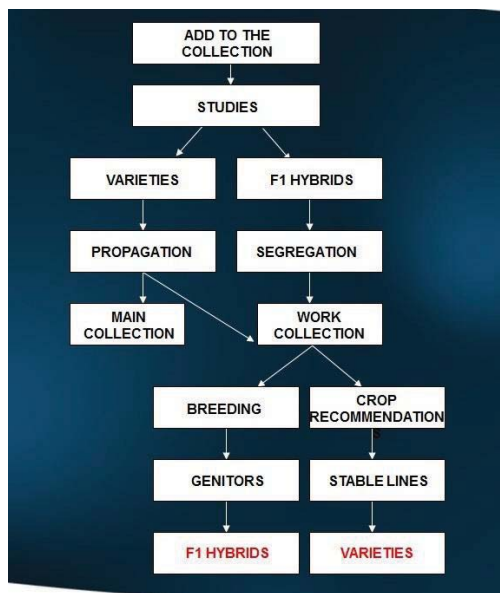 ADD TO THE
COLLECTION
STUDIES
VARIETIES
F1 HYBRIDS
PROPAGATION
SEGREGATION
MAIN
COLLECTION
WORK
COLLECTION
BREEDING
CROP
RECOMMENDATIONS
GENITORS
STABLE LINES
F1 HYBRIDS
VARIETIES